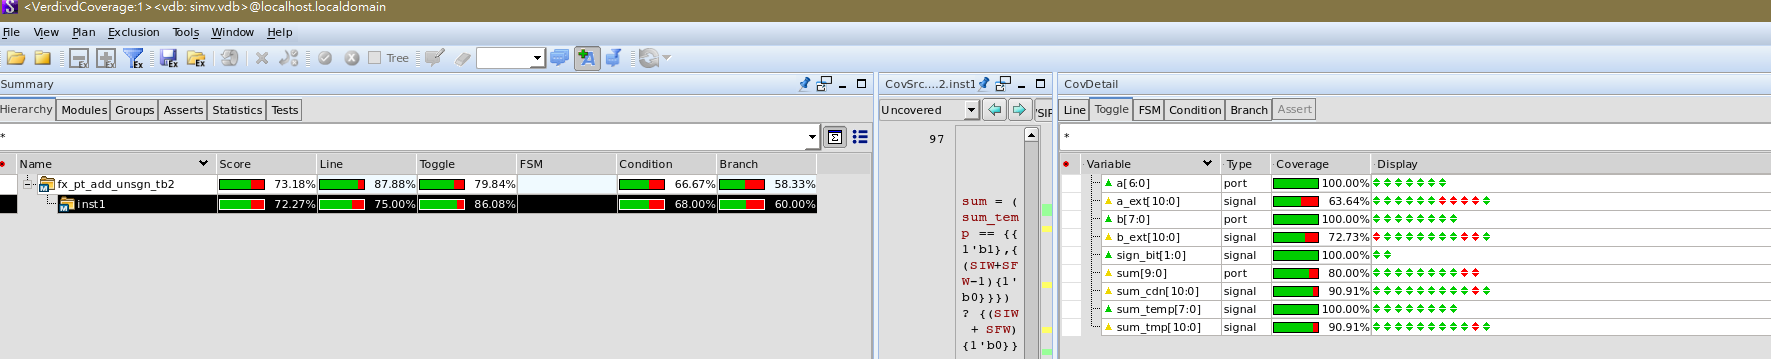 <Verdi:vdCoverage:1><vdb: simv.vdb>@localhost.localdomain
File View Plan Exclusion Tools Window Help
Ex Ex Ex Ex Tree
Summary
Hierarchy Modules Groups Asserts Statistics Tests
*
Name Score Line Toggle FSM Condition Branch
fx_pt_add_unsgn_tb2 73.18% 87.88% 79.84% 66.67% 58.33%
inst1 72.27% 75.00% 86.08% 68.00% 60.00%
CovSrc....2.inst1
Uncovered
97
sum = (
sum_tem
p == {{
1'b1},{
(SIW+SF
W-1){1'
b0}}})
? {(SIW
+ SFW)
{1'b0}}
CovDetail
Line Toggle FSM Condition Branch Assert
*
Variable Type Coverage Display
a[6:0] port 100.00%
a_ext[10:0] signal 63.64%
b[7:0] port 100.00%
b_ext[10:0] signal 72.73%
sign_bit[1:0] signal 100.00%
sum[9:0] port 80.00%
sum_cdn[10:0] signal 90.91%
sum_temp[7:0] signal 100.00%
sum_tmp[10:0] signal 90.91%